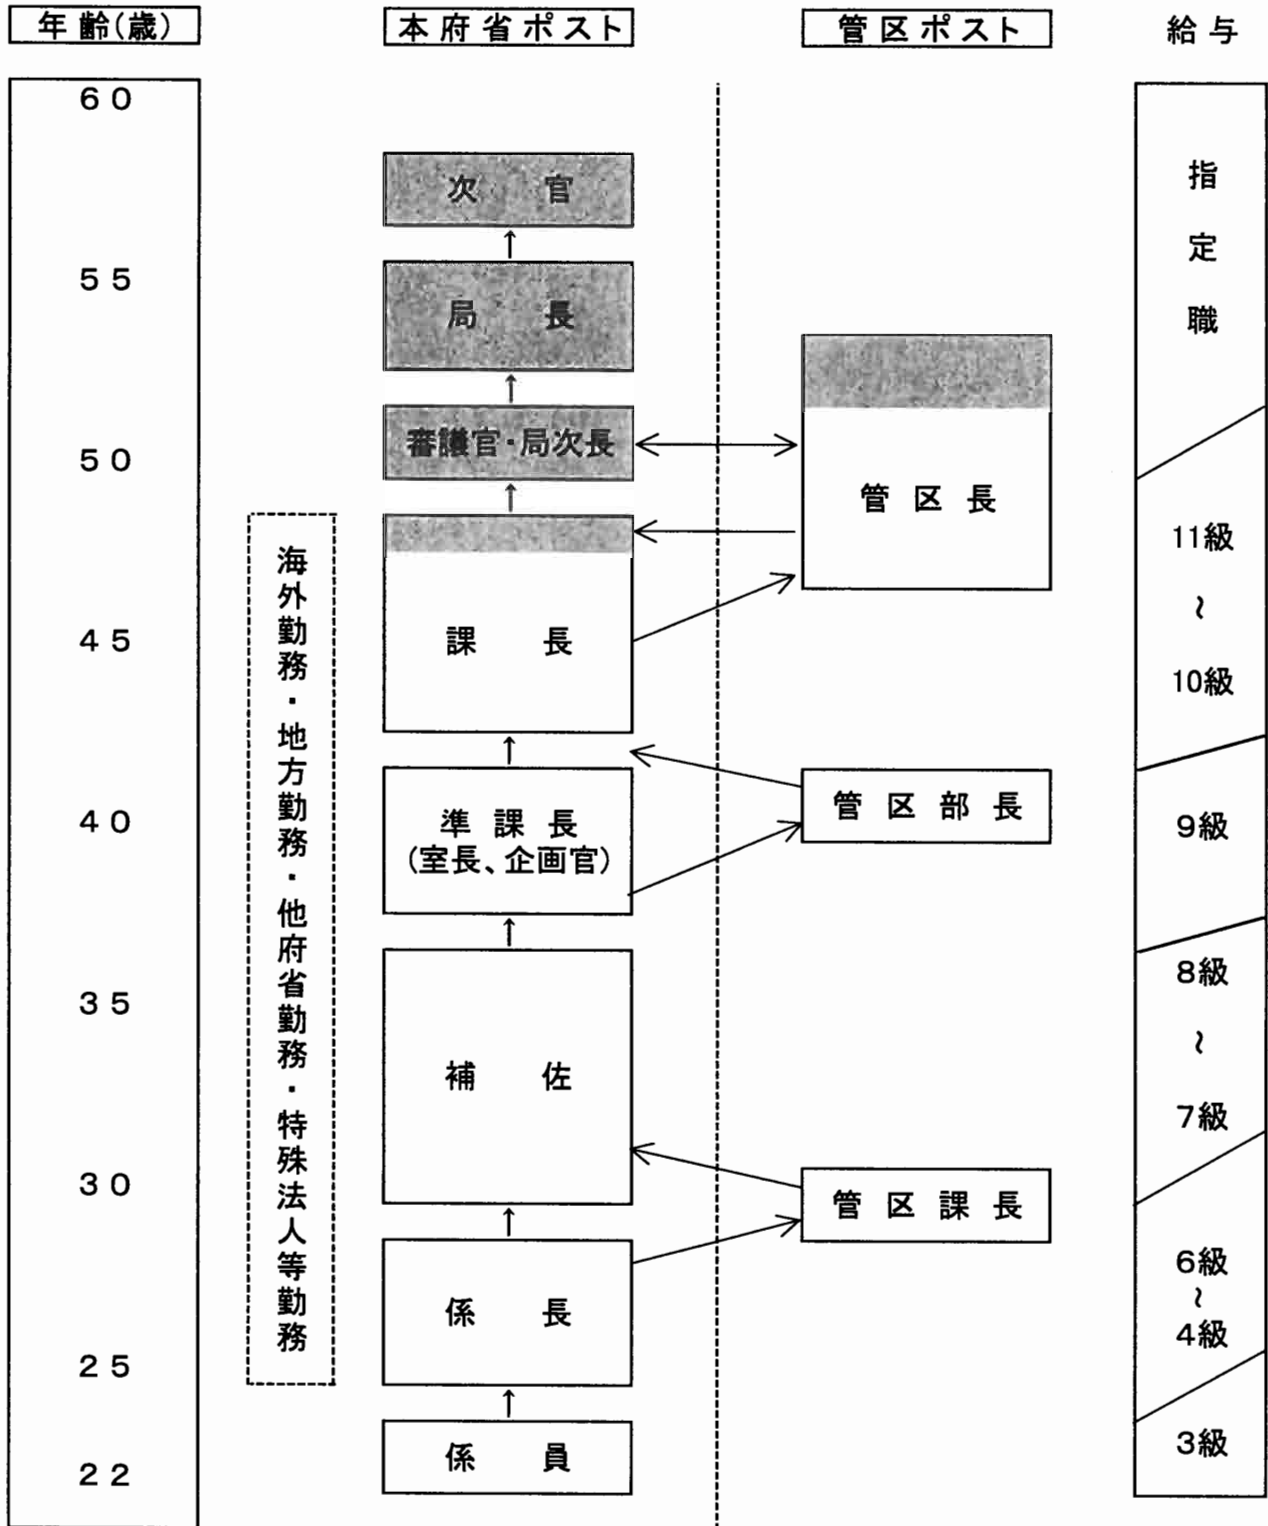 年齢(歳)
本府省ポスト
管区ポスト
給与
60
55
50
45
40
35
30
25
22
海外勤務・地方勤務・他府省勤務・特殊法人等勤務
次官
局長
審議官・局次長
課長
準課長
(室長、企画官)
補佐
係長
係員
管区長
管区部長
管区課長
指定職
11級
~
10級
9級
8級
~
7級
6級
~
4級
3級